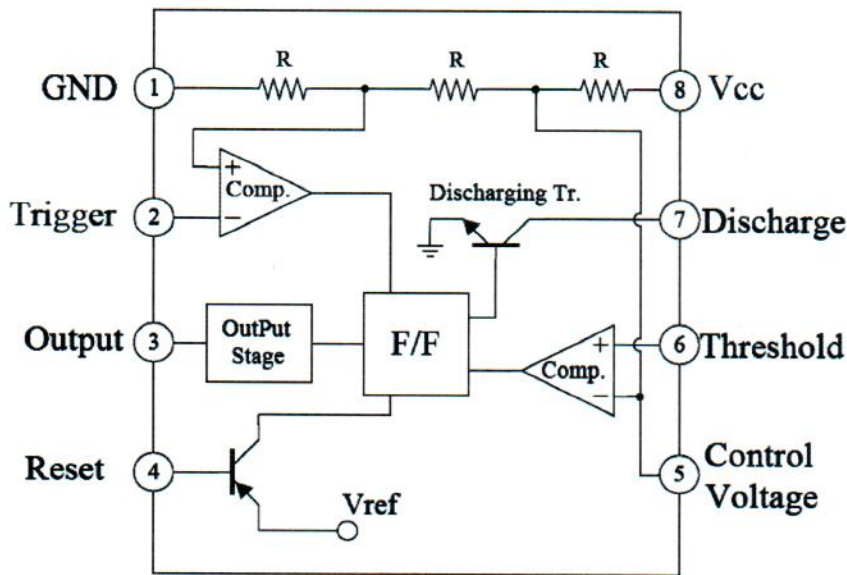 R R R
GND 1 8 Vcc
+
Comp.
−
Trigger 2
Discharging Tr.
7 Discharge
Output 3
OutPut
Stage
F/F
+
Comp.
−
6 Threshold
Reset 4
Vref
5 Control
Voltage